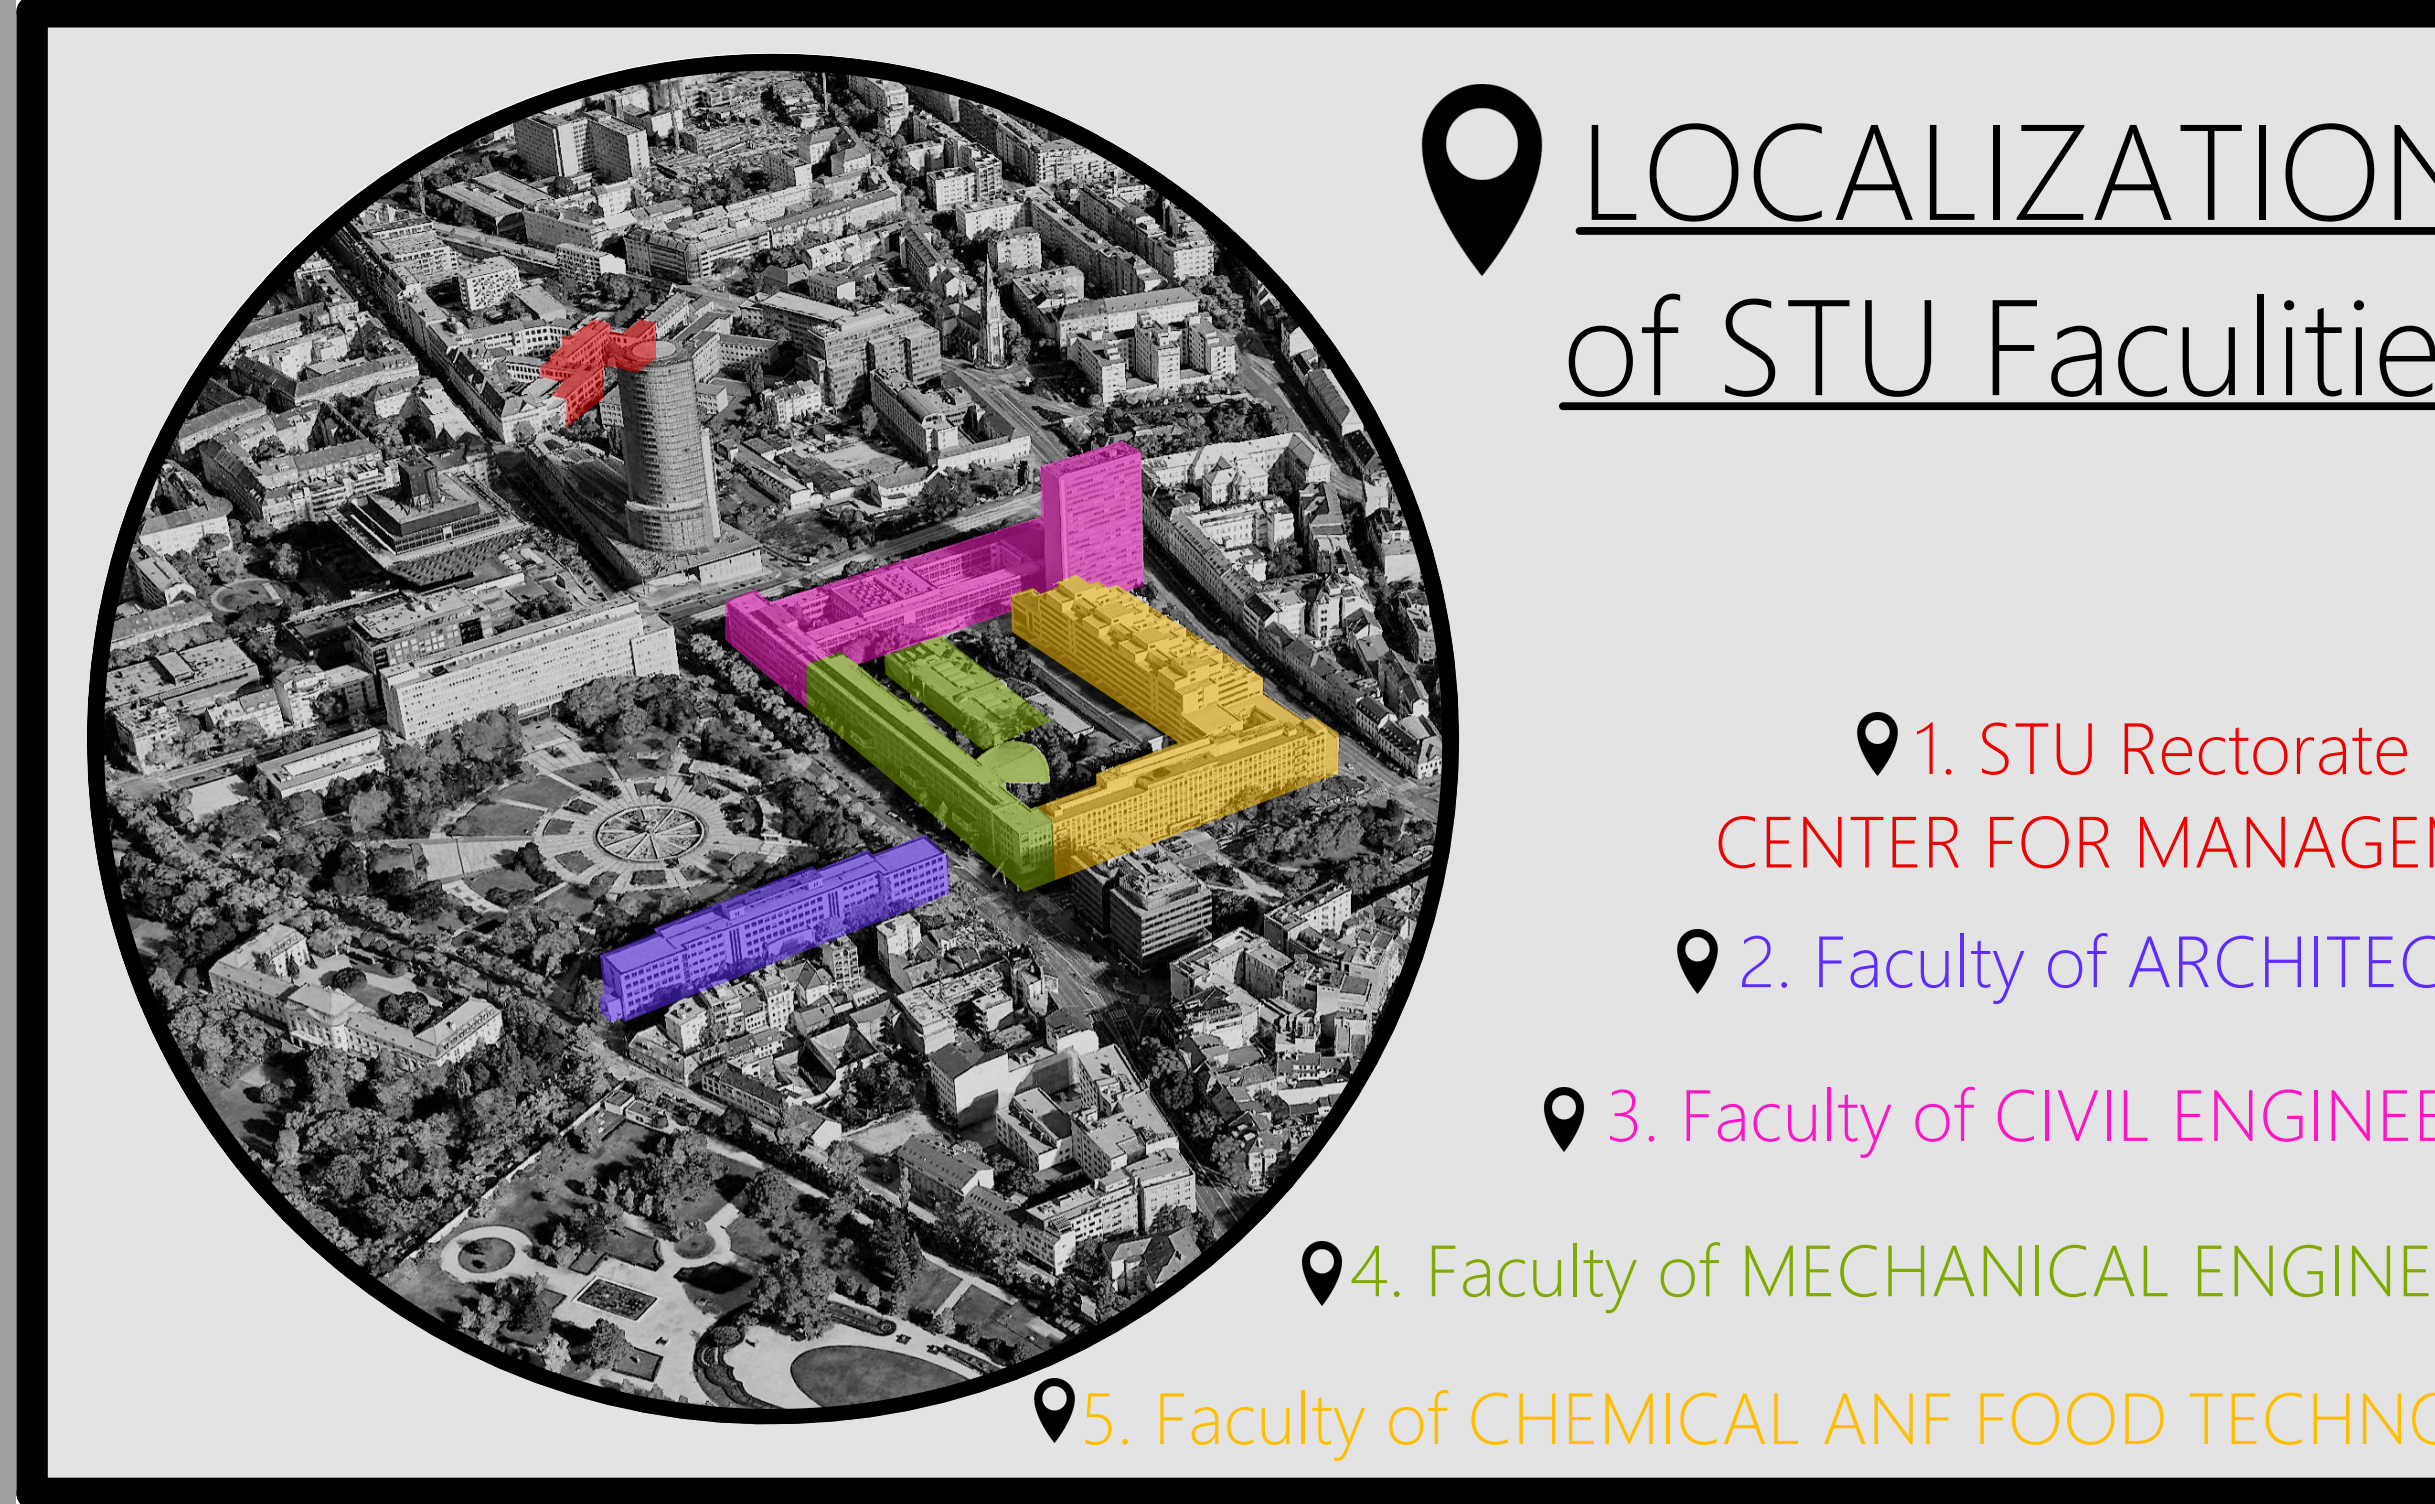 LOCALIZATION
of STU Faculitie
1. STU Rectorate
CENTER FOR MANAGEM
2. Faculty of ARCHITEC
3. Faculty of CIVIL ENGINEE
4. Faculty of MECHANICAL ENGINE
5. Faculty of CHEMICAL ANF FOOD TECHNO